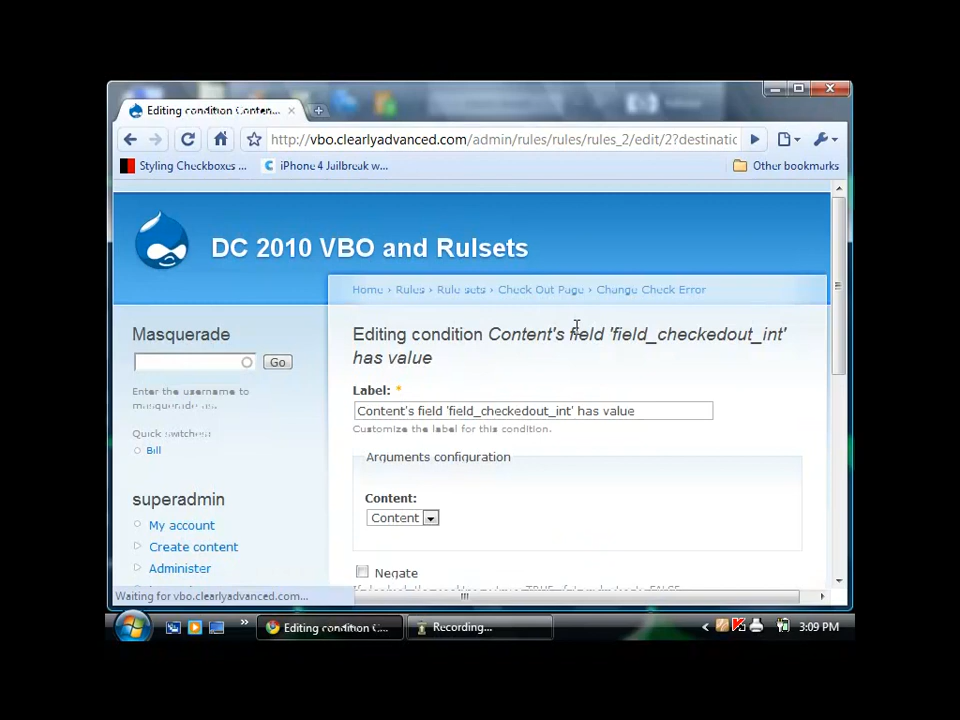 Editing condition Conten...
http://vbo.clearlyadvanced.com/admin/rules/rules/rules_2/edit/2?destinatic
Styling Checkboxes ...
iPhone 4 Jailbreak w...
Other bookmarks
DC 2010 VBO and Rulsets
Home › Rules › Rule sets › Check Out Page › Change Check Error
Masquerade
Go
Enter the username to
masquerade as.
Quick switches:
Bill
superadmin
My account
Create content
Administer
Editing condition Content's field 'field_checkedout_int'
has value
Label: *
Content's field 'field_checkedout_int' has value
Customize the label for this condition.
Arguments configuration
Content:
Content
Negate
Waiting for vbo.clearlyadvanced.com...
Editing condition C...
Recording...
3:09 PM